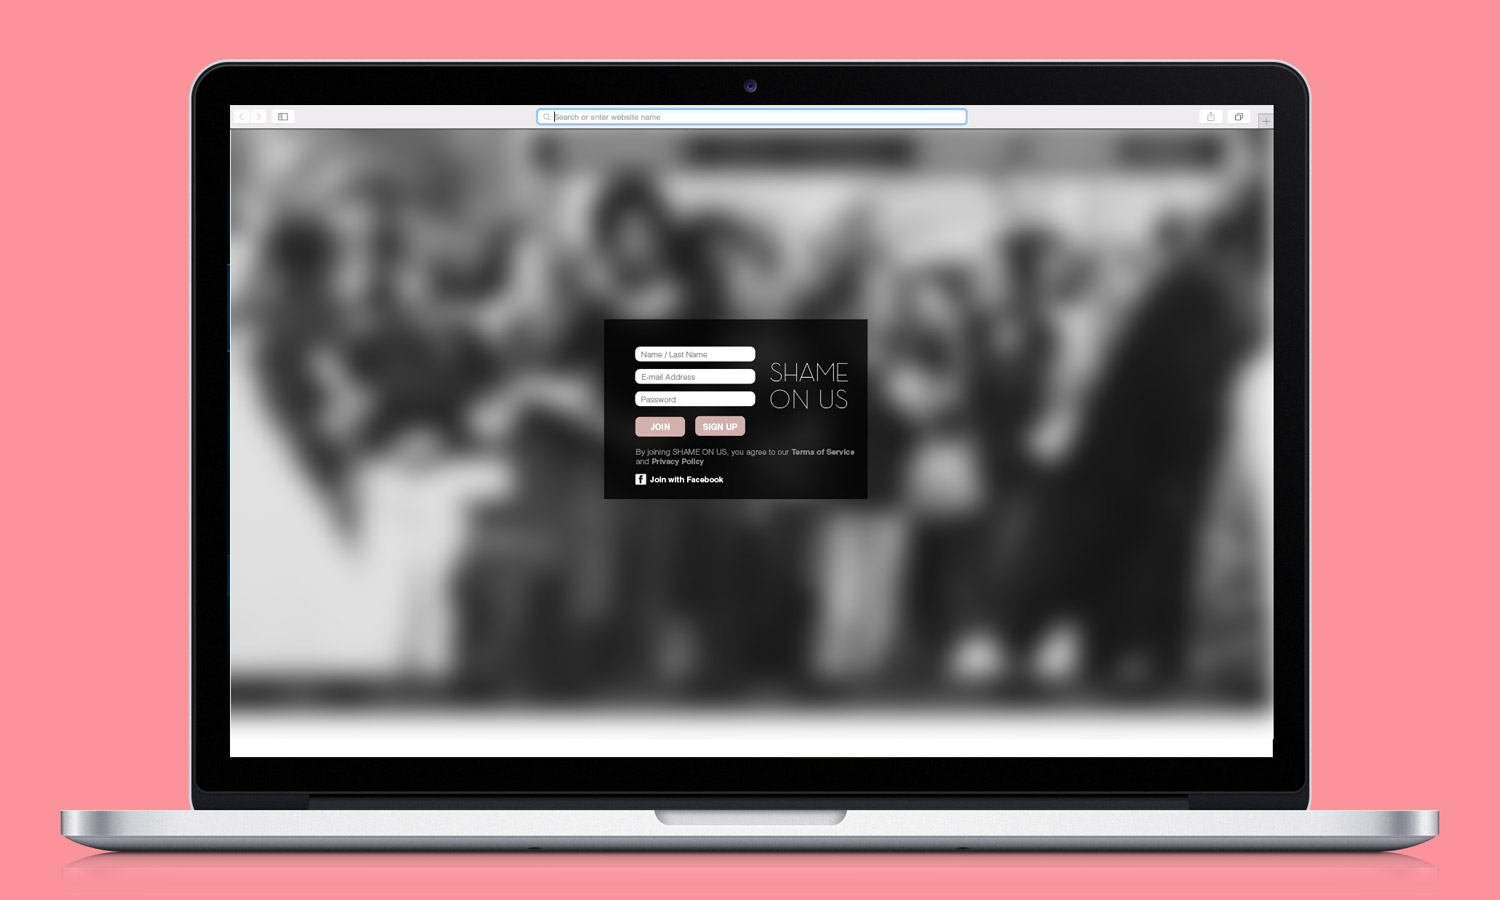 Search or enter website name
Name / Last Name
E-mail Address
Password
SHAME
ON US
JOIN
SIGN UP
By joining SHAME ON US, you agree to our Terms of Service
and Privacy Policy
f Join with Facebook